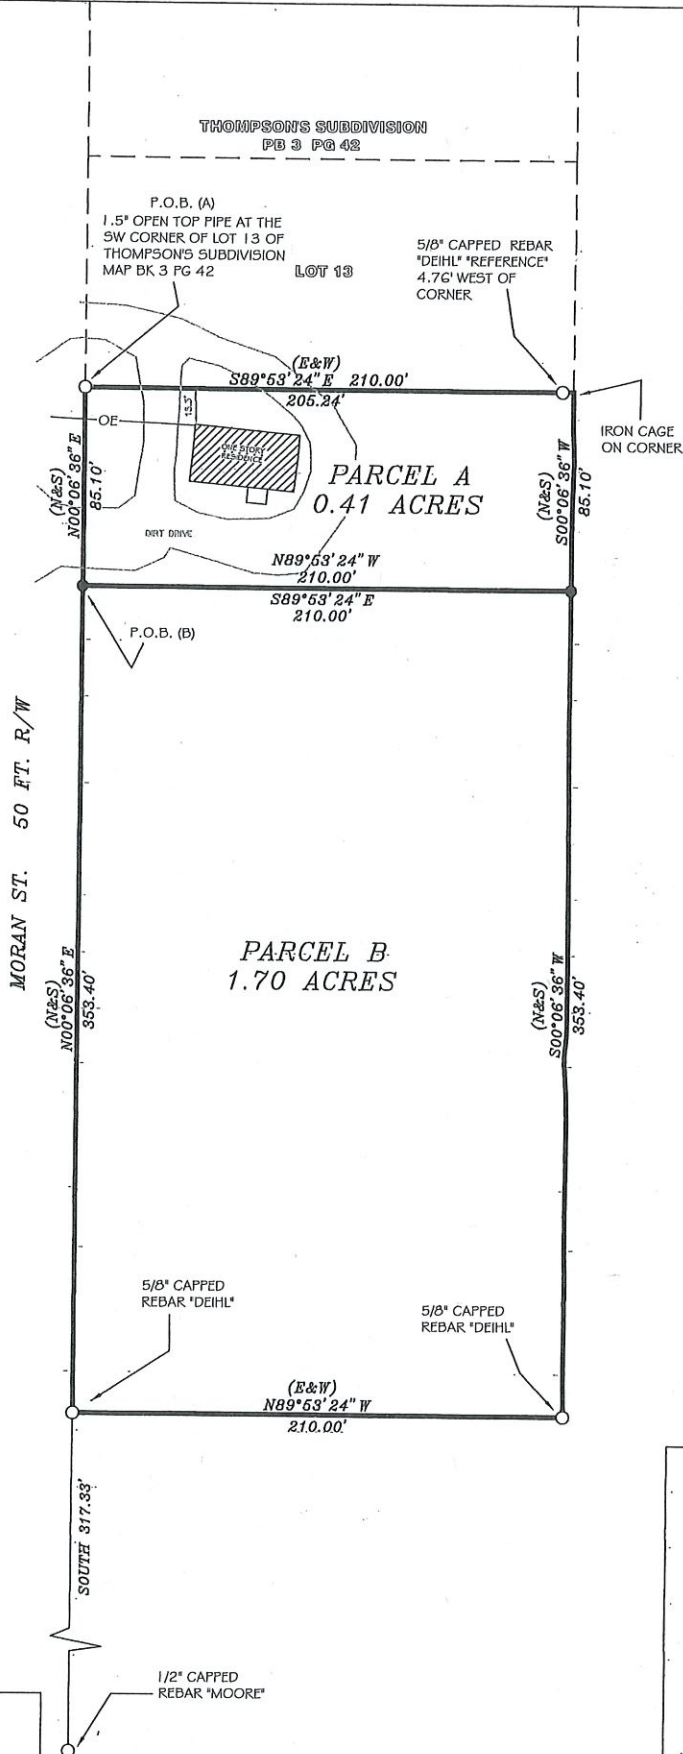 THOMPSON'S SUBDIVISION
PB 3 PG 42
P.O.B. (A)
1.5" OPEN TOP PIPE AT THE
SW CORNER OF LOT 13 OF
THOMPSON'S SUBDIVISION
MAP BK 3 PG 42
LOT 13
5/8" CAPPED REBAR
"DEIHL" "REFERENCE"
4.76' WEST OF
CORNER
(E&W)
S89°53'24"E 210.00'
205.24'
IRON CAGE
ON CORNER
OE
13.3'
ONE STORY
RESIDENCE
PARCEL A
0.41 ACRES
(N&S)
N00°06'36"E
85.10'
(N&S)
S00°06'36"W
85.10'
DIRT DRIVE
N89°53'24"W
210.00'
S89°53'24"E
210.00'
P.O.B. (B)
MORAN ST. 50 FT. R/W
PARCEL B
1.70 ACRES
(N&S)
N00°06'36"E
353.40'
(N&S)
S00°06'36"W
353.40'
5/8" CAPPED
REBAR "DEIHL"
5/8" CAPPED
REBAR "DEIHL"
(E&W)
N89°53'24"W
210.00'
SOUTH 317.33'
1/2" CAPPED
REBAR "MOORE"